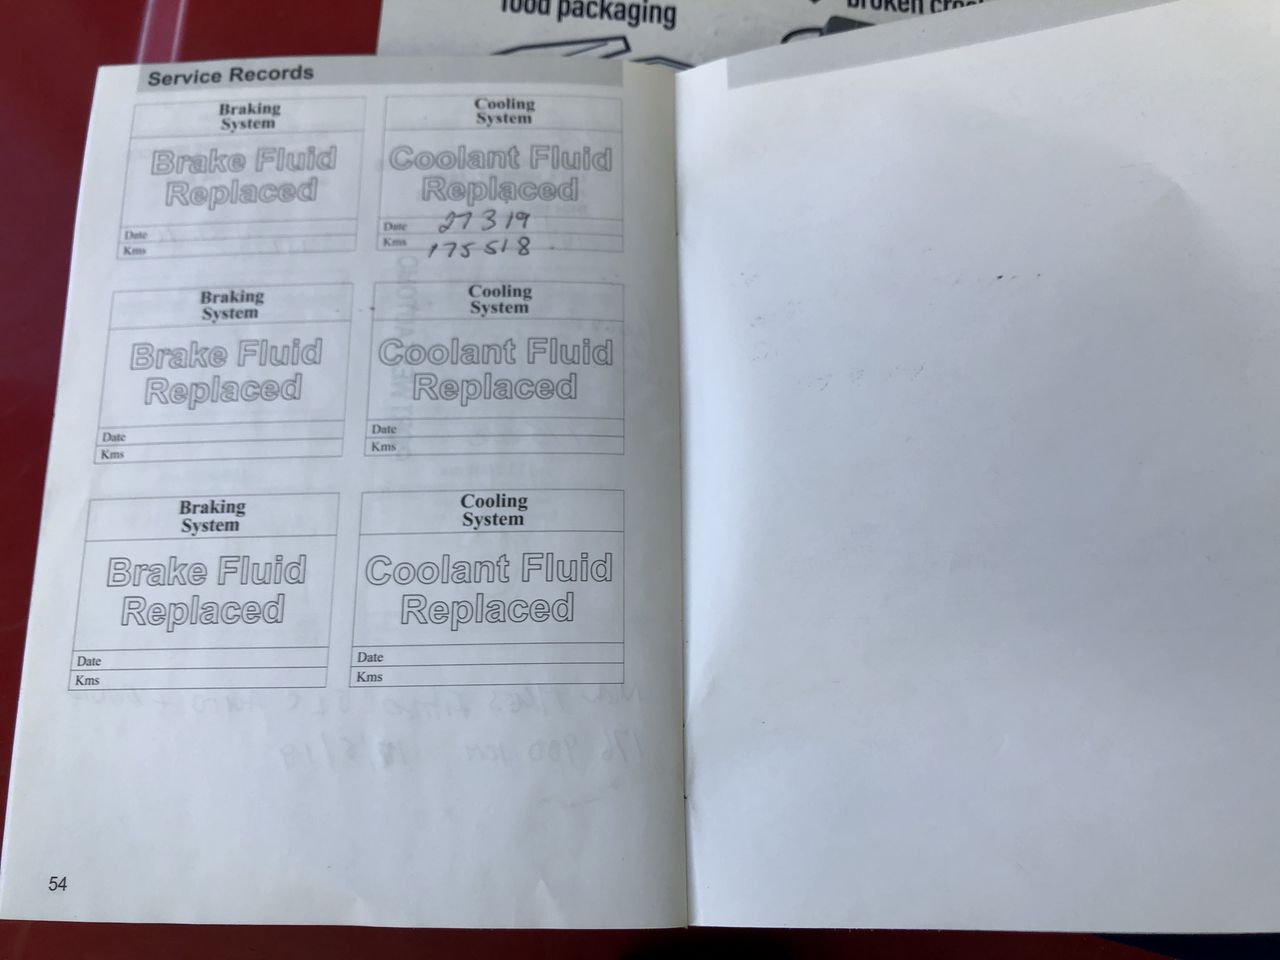 food packaging
Service Records
Braking
System
Brake Fluid
Replaced
Date
Kms
Cooling
System
Coolant Fluid
Replaced
Date 27 3 19
Kms 175 518
Braking
System
Brake Fluid
Replaced
Date
Kms
Cooling
System
Coolant Fluid
Replaced
Date
Kms
Braking
System
Brake Fluid
Replaced
Date
Kms
Cooling
System
Coolant Fluid
Replaced
Date
Kms
54